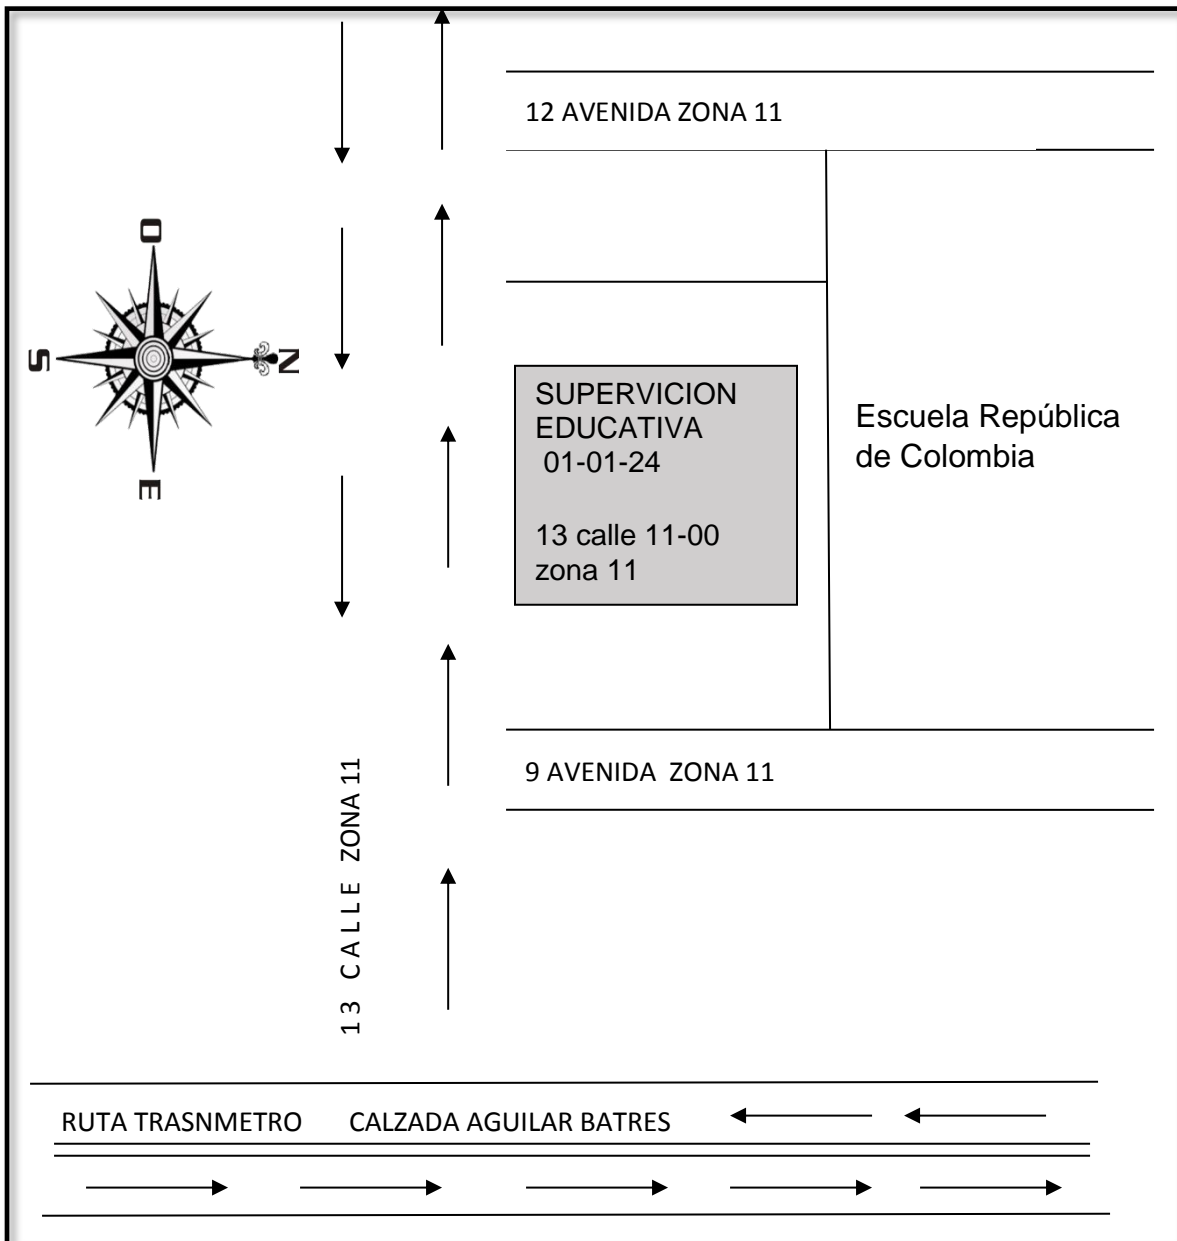 12 AVENIDA ZONA 11
O
N
S
E
SUPERVICION
EDUCATIVA
01-01-24
13 calle 11-00
zona 11
Escuela República
de Colombia
9 AVENIDA ZONA 11
13 CALLE ZONA 11
RUTA TRASNMETRO CALZADA AGUILAR BATRES